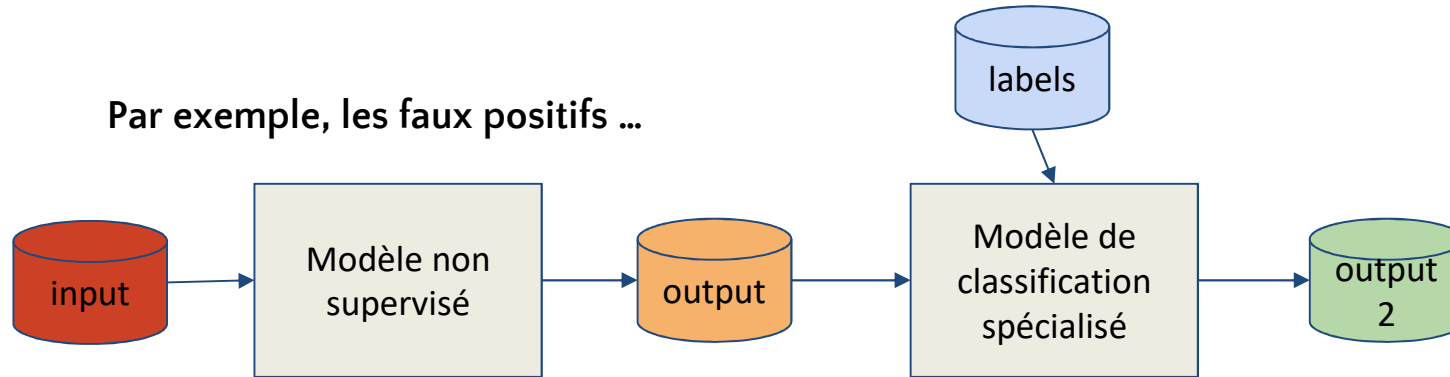 labels
Par exemple, les faux positifs ...
input
Modèle non
supervisé
output
Modèle de
classification
spécialisé
output
2